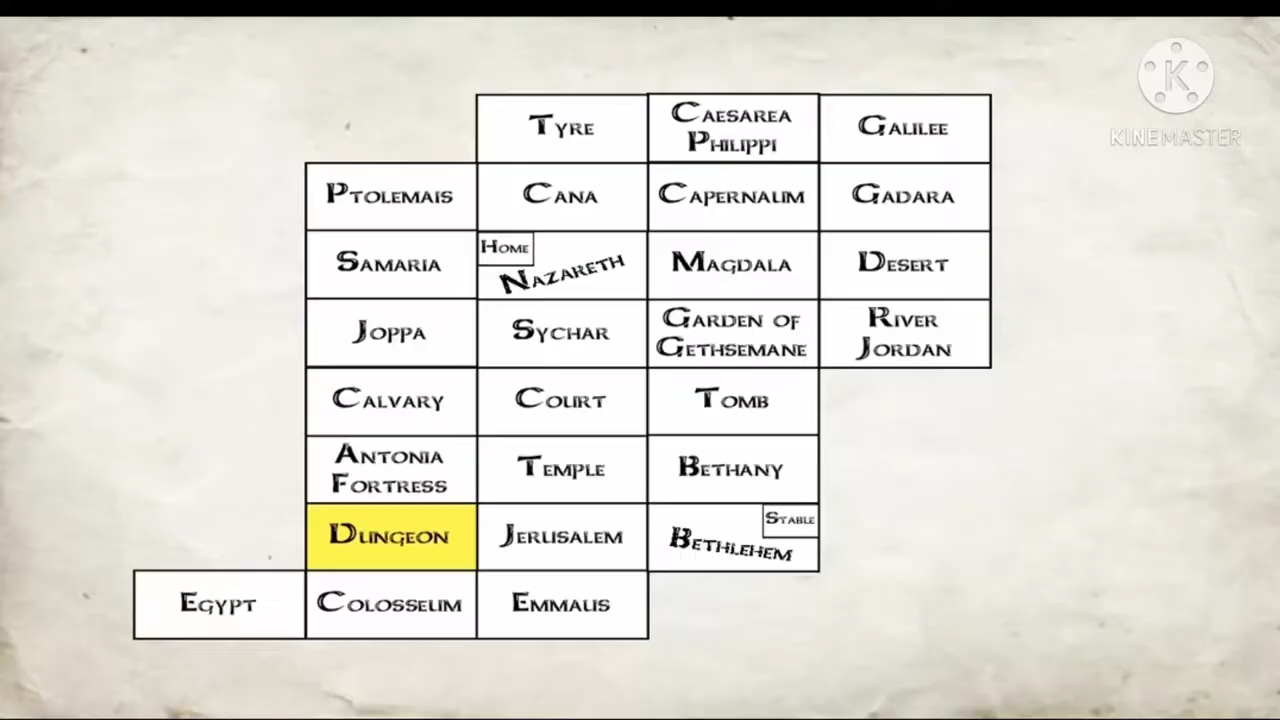 Tyre
Caesarea
Philippi
Galilee
K
KINEMASTER
Ptolemais
Cana
Capernaum
Gadara
Samaria
Home
Nazareth
Magdala
Desert
Joppa
Sychar
Garden of
Gethsemane
River
Jordan
Calvary
Court
Tomb
Antonia
Fortress
Temple
Bethany
Dungeon
Jerusalem
Stable
Bethlehem
Egypt
Colosseum
Emmaus